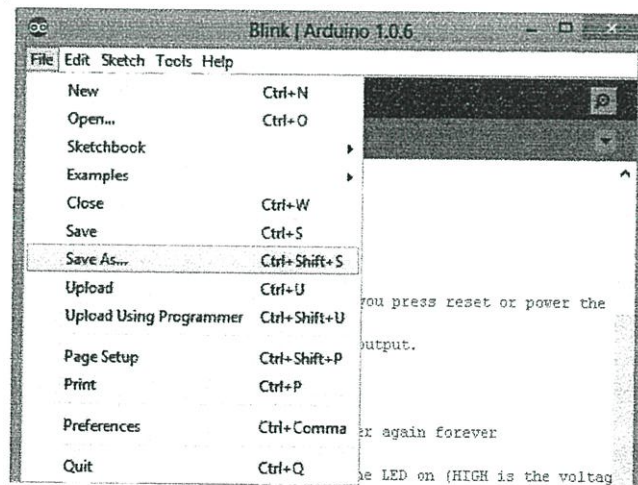 Blink | Arduino 1.0.6
File Edit Sketch Tools Help
New Ctrl+N
Open... Ctrl+O
Sketchbook
Examples
Close Ctrl+W
Save Ctrl+S
Save As... Ctrl+Shift+S
Upload Ctrl+U
you press reset or power the
Upload Using Programmer Ctrl+Shift+U
output.
Page Setup Ctrl+Shift+P
Print Ctrl+P
Preferences Ctrl+Comma
er again forever
Quit Ctrl+Q
he LED on (HIGH is the voltag